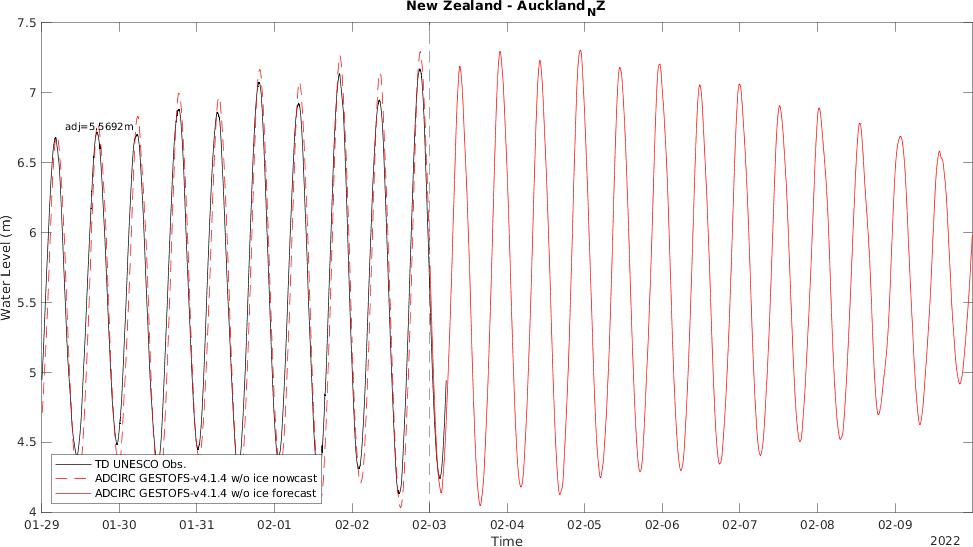 New Zealand - Auckland_NZ
7.5
7
6.5
6
5.5
5
4.5
4
Water Level (m)
adj=5.5692m
TD UNESCO Obs.
ADCIRC GESTOFS-v4.1.4 w/o ice nowcast
ADCIRC GESTOFS-v4.1.4 w/o ice forecast
01-29 01-30 01-31 02-01 02-02 02-03 02-04 02-05 02-06 02-07 02-08 02-09
Time
2022